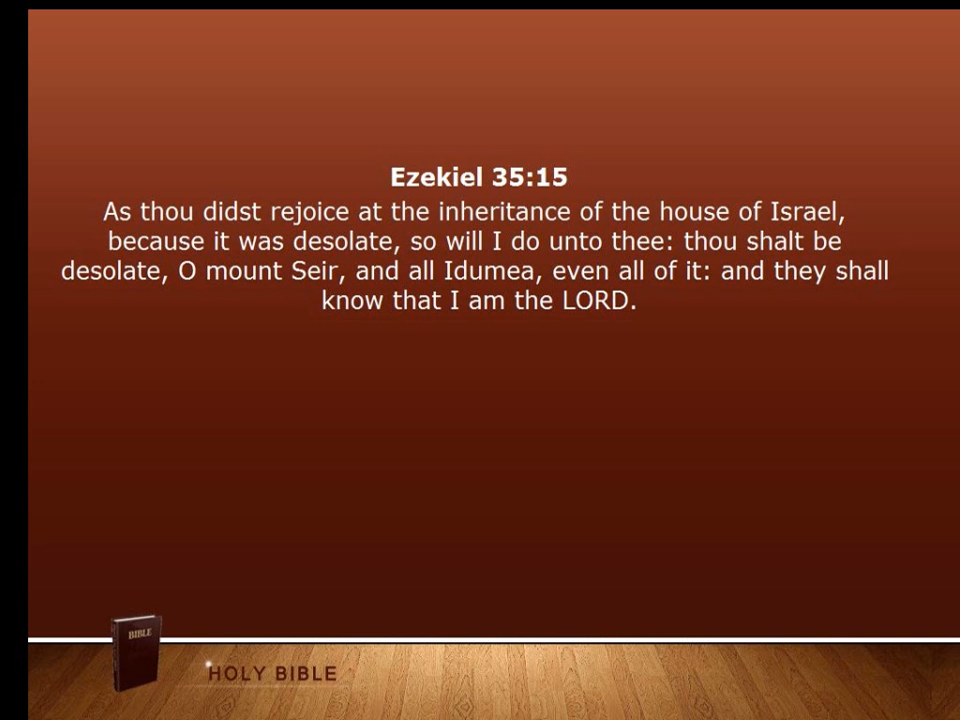 Ezekiel 35:15
As thou didst rejoice at the inheritance of the house of Israel,
because it was desolate, so will I do unto thee: thou shalt be
desolate, O mount Seir, and all Idumea, even all of it: and they shall
know that I am the LORD.
BIBLE
HOLY BIBLE